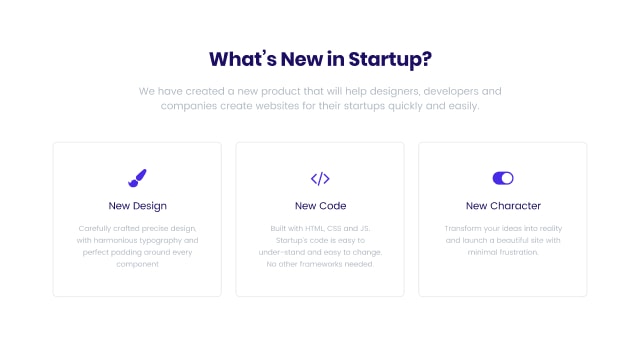 What's New in Startup?
We have created a new product that will help designers, developers and
companies create websites for their startups quickly and easily.
New Design
Carefully crafted precise design,
with harmonious typography and
perfect padding around every
component
New Code
Built with HTML, CSS and JS.
Startup's code is easy to
under-stand and easy to change.
No other frameworks needed.
New Character
Transform your ideas into reality
and launch a beautiful site with
minimal frustration.